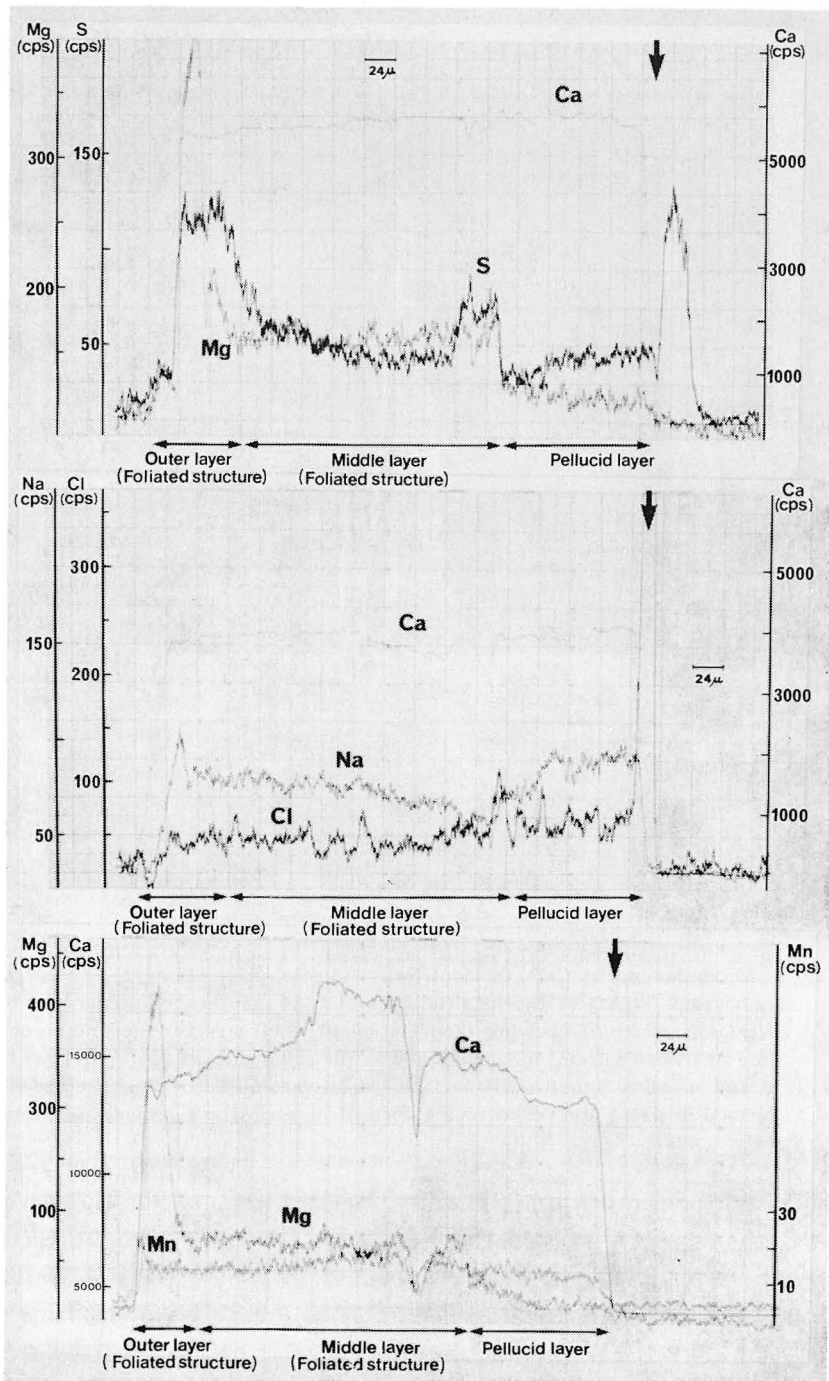 Mg S Ca
(cps) (cps) (cps)
24μ
Ca
300 150 5000
S
3000
200
Mg
50
1000
Outer layer Middle layer Pellucid layer
(Foliated structure) (Foliated structure)
Na Cl Ca
(cps) (cps) (cps)
300 5000
150 Ca
24μ
200 3000
Na
100
Cl
50 1000
Outer layer Middle layer Pellucid layer
(Foliated structure) (Foliated structure)
Mg Ca Mn
(cps) (cps) (cps)
400
24μ
15000 Ca
300
10000
100 Mg 30
Mn
5000 10
Outer layer Middle layer Pellucid layer
(Foliated structure) (Foliated structure)